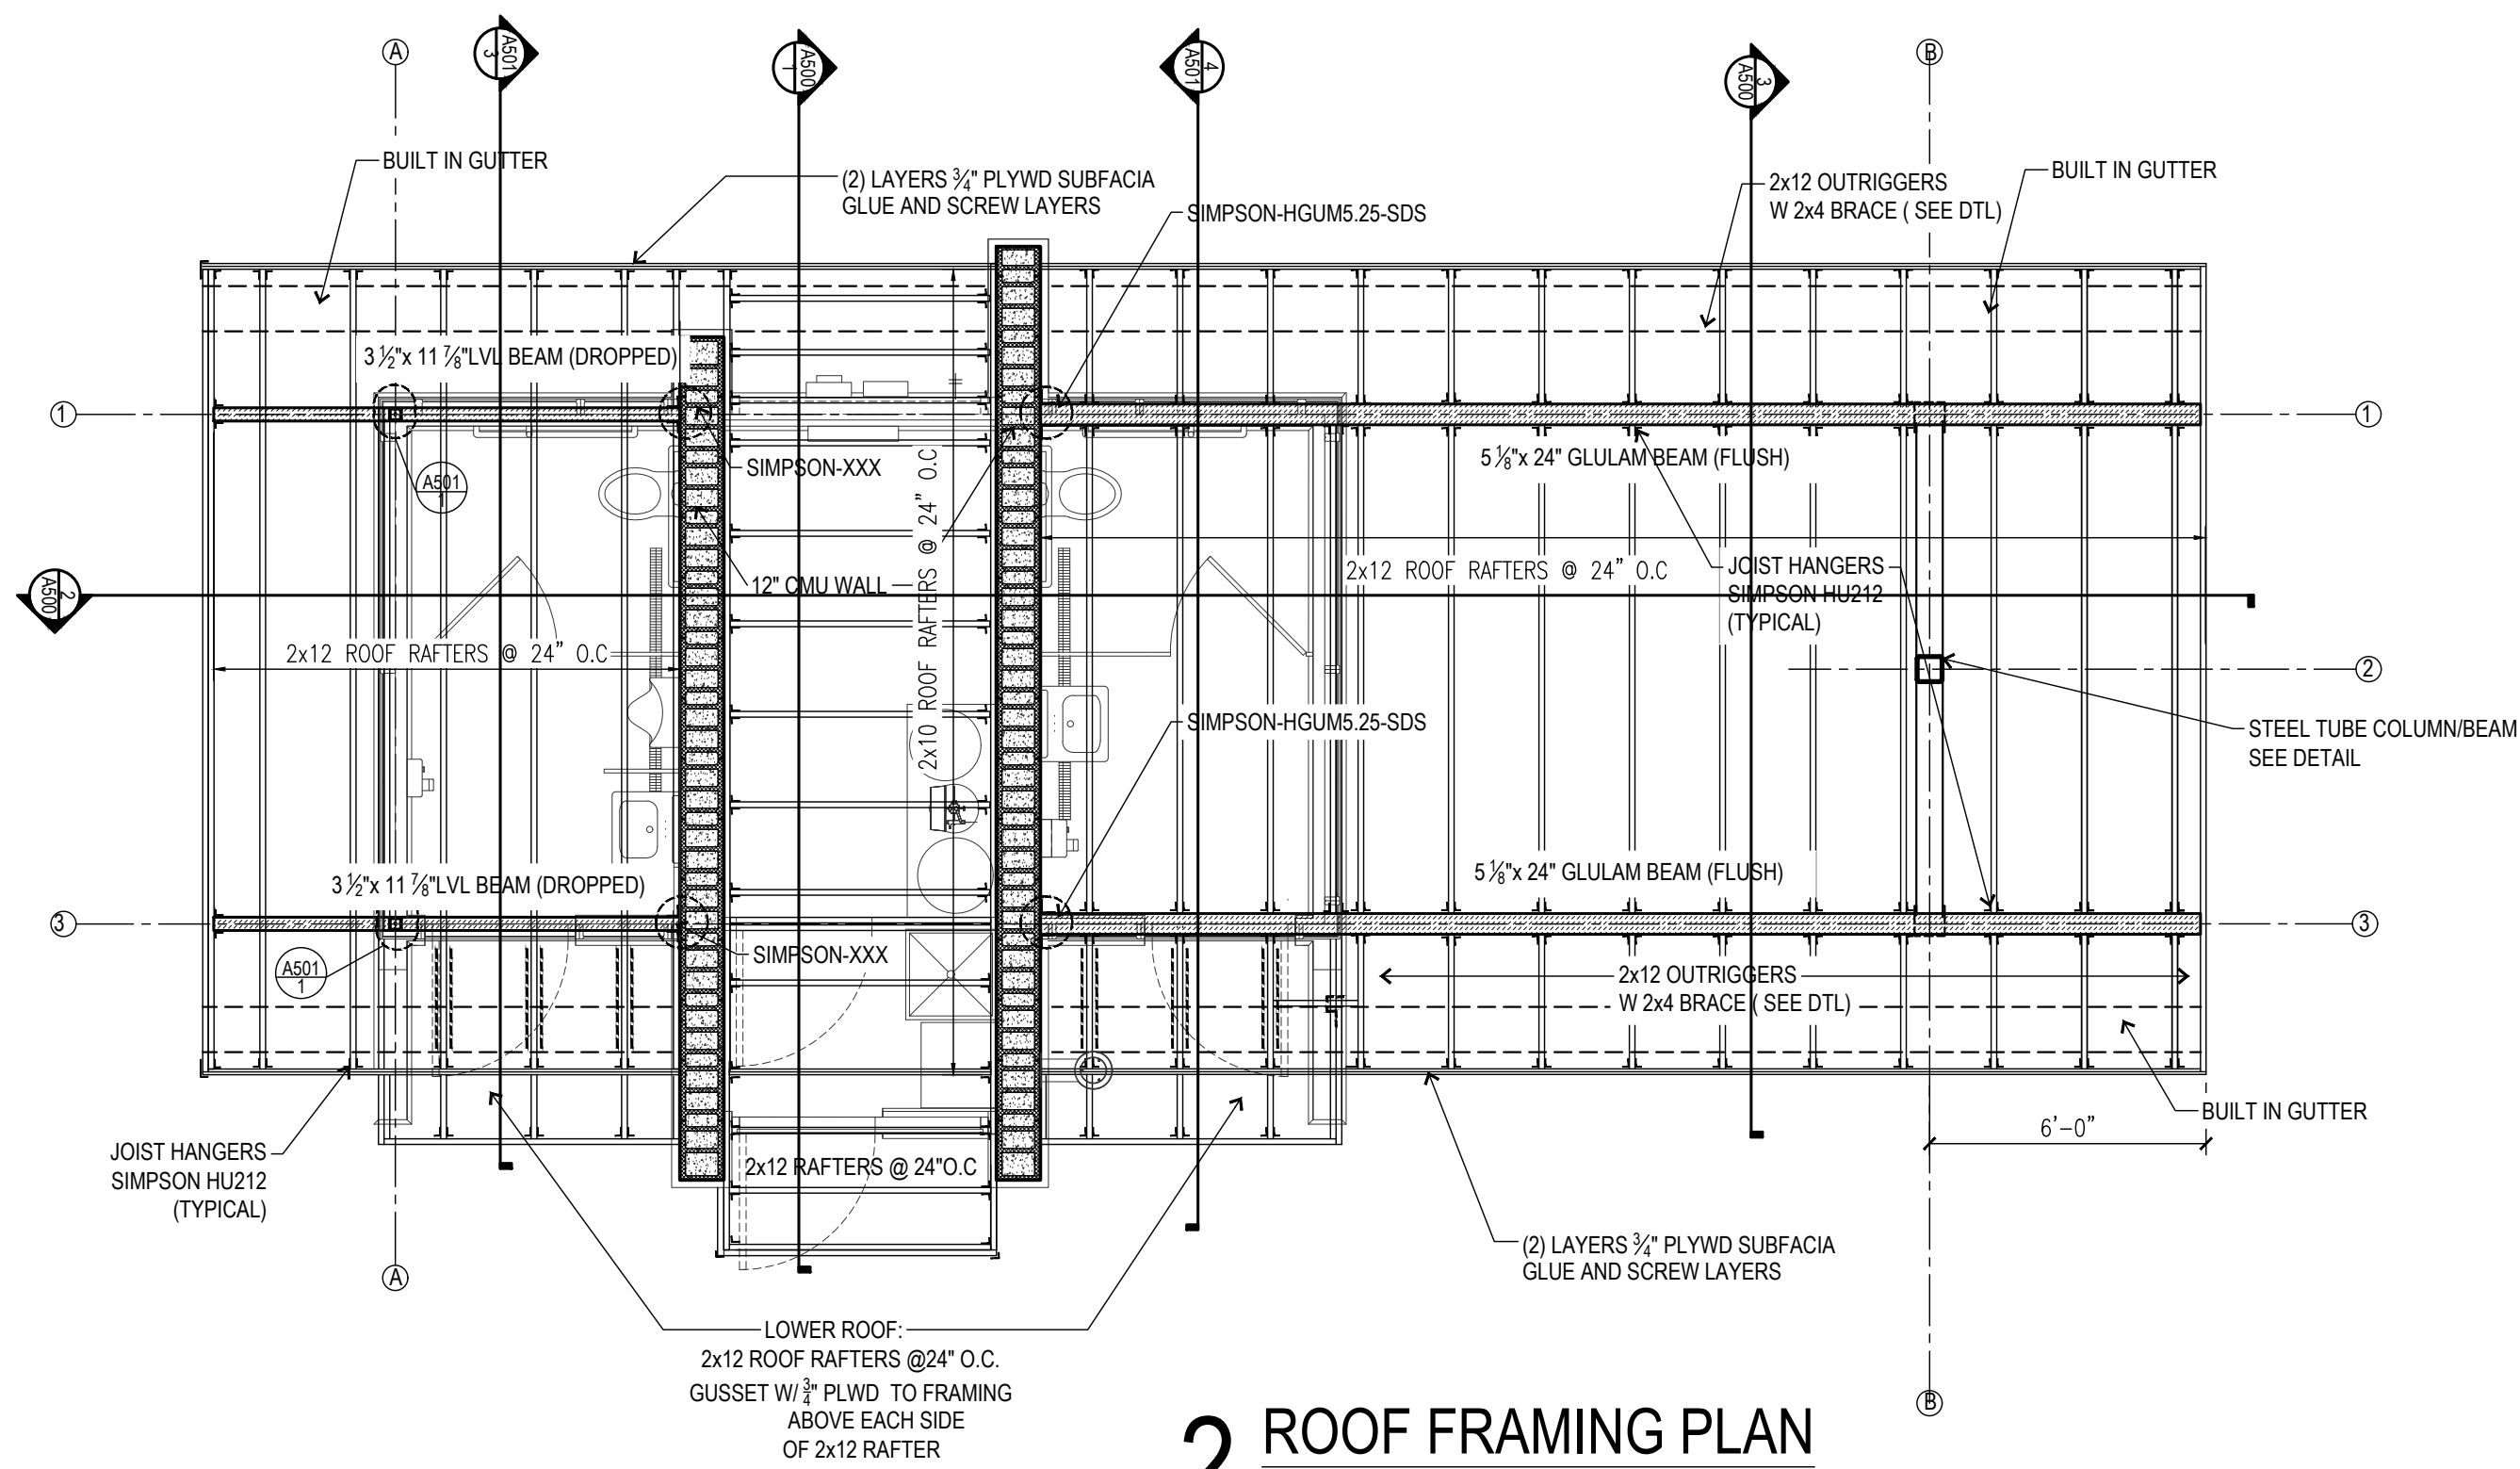 A
A501
3
A500
1
4
A501
3
A500
B
BUILT IN GUTTER
(2) LAYERS ¾" PLYWD SUBFACIA
GLUE AND SCREW LAYERS
SIMPSON-HGUM5.25-SDS
2x12 OUTRIGGERS
W 2x4 BRACE ( SEE DTL)
BUILT IN GUTTER
3 ½"x 11 ⅞"LVL BEAM (DROPPED)
1
1
5 ⅛"x 24" GLULAM BEAM (FLUSH)
SIMPSON-XXX
A501
1
2x10 ROOF RAFTERS @ 24" O.C
12" CMU WALL
2x12 ROOF RAFTERS @ 24" O.C
JOIST HANGERS
SIMPSON HU212
(TYPICAL)
2
A500
2x12 ROOF RAFTERS @ 24" O.C
2
SIMPSON-HGUM5.25-SDS
STEEL TUBE COLUMN/BEAM
SEE DETAIL
3 ½"x 11 ⅞"LVL BEAM (DROPPED)
5 ⅛"x 24" GLULAM BEAM (FLUSH)
3
3
SIMPSON-XXX
A501
1
2x12 OUTRIGGERS
W 2x4 BRACE ( SEE DTL)
BUILT IN GUTTER
6'-0"
JOIST HANGERS
SIMPSON HU212
(TYPICAL)
2x12 RAFTERS @ 24"O.C
(2) LAYERS ¾" PLYWD SUBFACIA
GLUE AND SCREW LAYERS
A
LOWER ROOF:
2x12 ROOF RAFTERS @24" O.C.
GUSSET W/ ¾" PLWD TO FRAMING
ABOVE EACH SIDE
OF 2x12 RAFTER
B
2 ROOF FRAMING PLAN